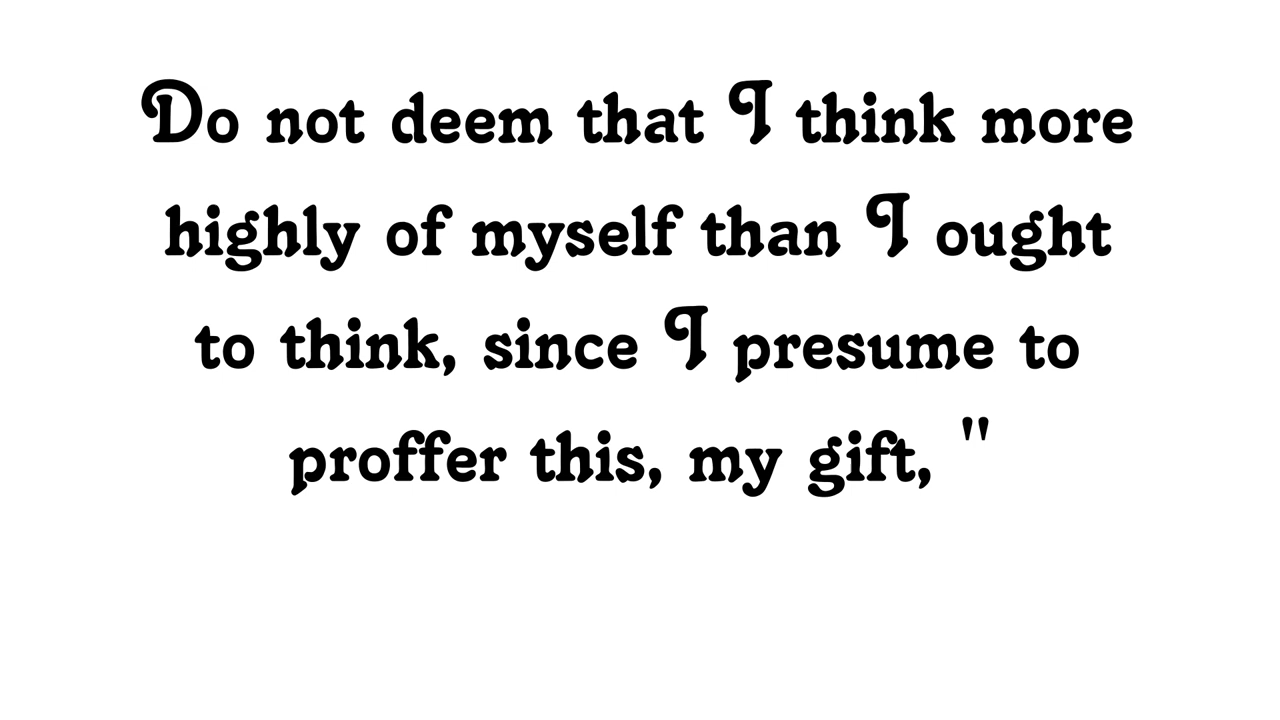 Do not deem that I think more
highly of myself than I ought
to think, since I presume to
proffer this, my gift, "